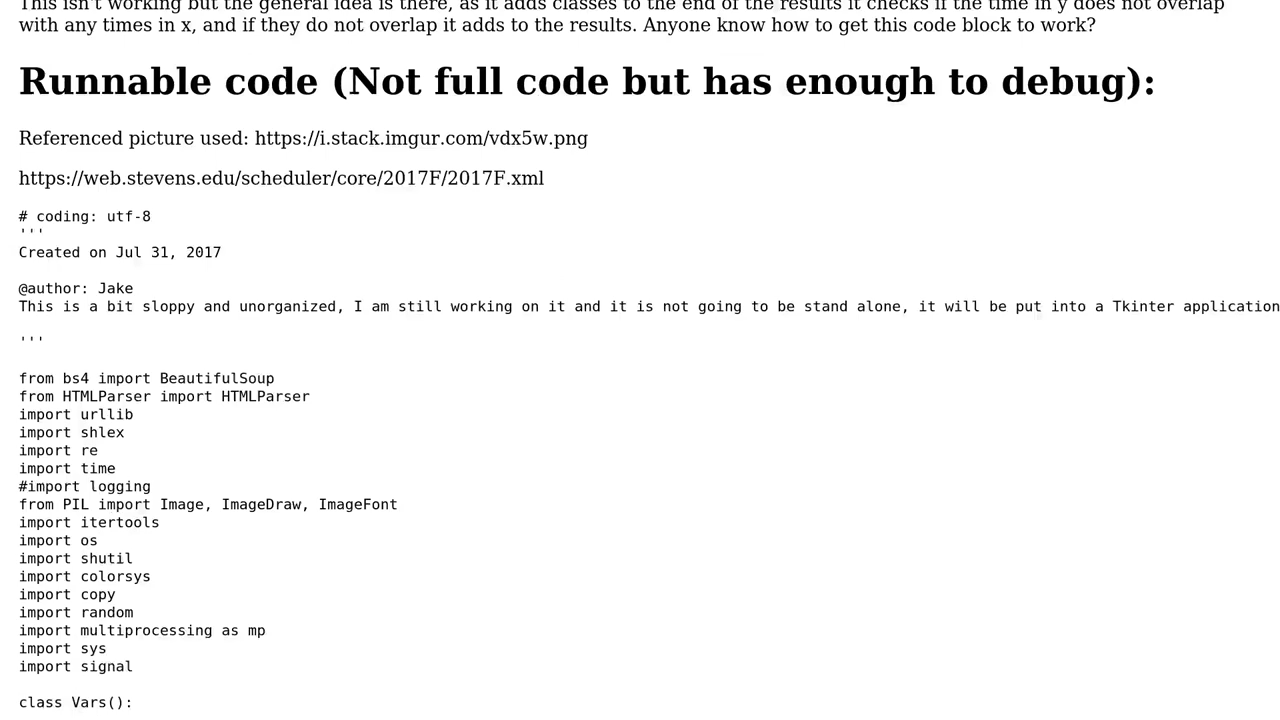 This isn't working but the general idea is there, as it adds classes to the end of the results it checks if the time in y does not overlap
with any times in x, and if they do not overlap it adds to the results. Anyone know how to get this code block to work?
Runnable code (Not full code but has enough to debug):
Referenced picture used: https://i.stack.imgur.com/vdx5w.png
https://web.stevens.edu/scheduler/core/2017F/2017F.xml
# coding: utf-8
'''
Created on Jul 31, 2017
@author: Jake
This is a bit sloppy and unorganized, I am still working on it and it is not going to be stand alone, it will be put into a Tkinter application
'''
from bs4 import BeautifulSoup
from HTMLParser import HTMLParser
import urllib
import shlex
import re
import time
#import logging
from PIL import Image, ImageDraw, ImageFont
import itertools
import os
import shutil
import colorsys
import copy
import random
import multiprocessing as mp
import sys
import signal
class Vars():